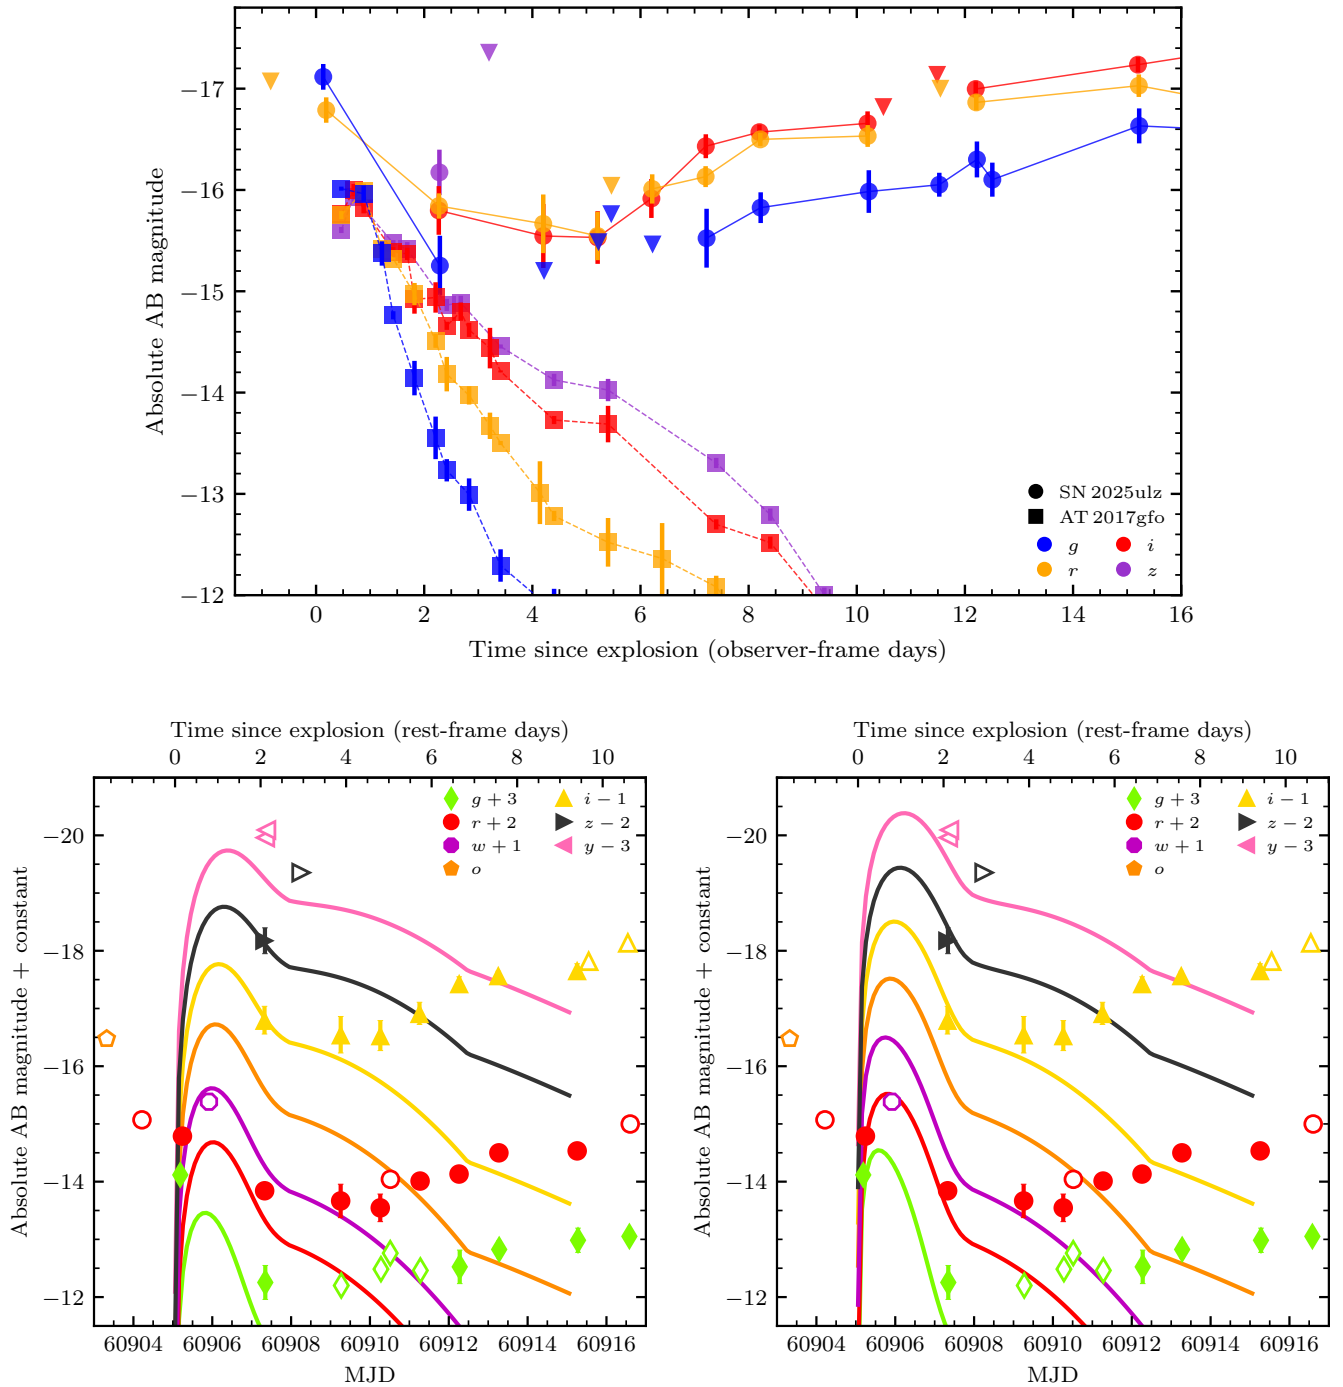 −17
−16
−15
−14
−13
−12
Absolute AB magnitude
SN 2025ulz
AT 2017gfo
g i
r z
0 2 4 6 8 10 12 14 16
Time since explosion (observer-frame days)
Time since explosion (rest-frame days)
0 2 4 6 8 10
g + 3 i − 1
r + 2 z − 2
w + 1 y − 3
o
−20
−18
−16
−14
−12
Absolute AB magnitude + constant
60904 60906 60908 60910 60912 60914 60916
MJD
Time since explosion (rest-frame days)
0 2 4 6 8 10
g + 3 i − 1
r + 2 z − 2
w + 1 y − 3
o
−20
−18
−16
−14
−12
Absolute AB magnitude + constant
60904 60906 60908 60910 60912 60914 60916
MJD